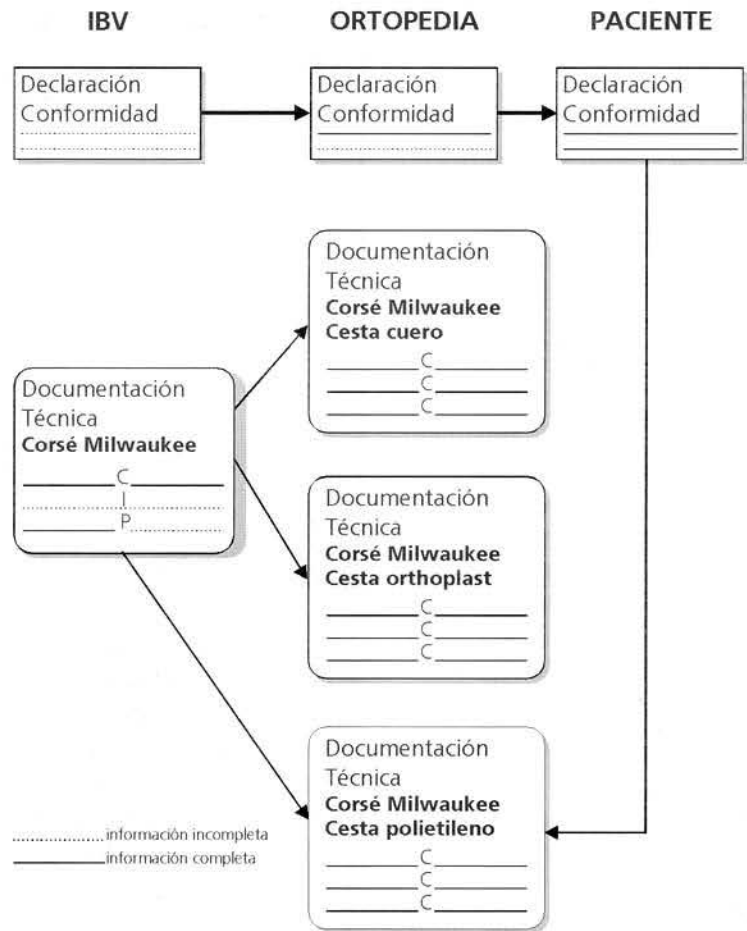 IBV
ORTOPEDIA
PACIENTE
Declaración
Conformidad
Declaración
Conformidad
Declaración
Conformidad
Documentación
Técnica
Corsé Milwaukee
Cesta cuero
C
C
C
Documentación
Técnica
Corsé Milwaukee
C
I
P
Documentación
Técnica
Corsé Milwaukee
Cesta orthoplast
C
C
C
Documentación
Técnica
Corsé Milwaukee
Cesta polietileno
C
C
C
información incompleta
información completa